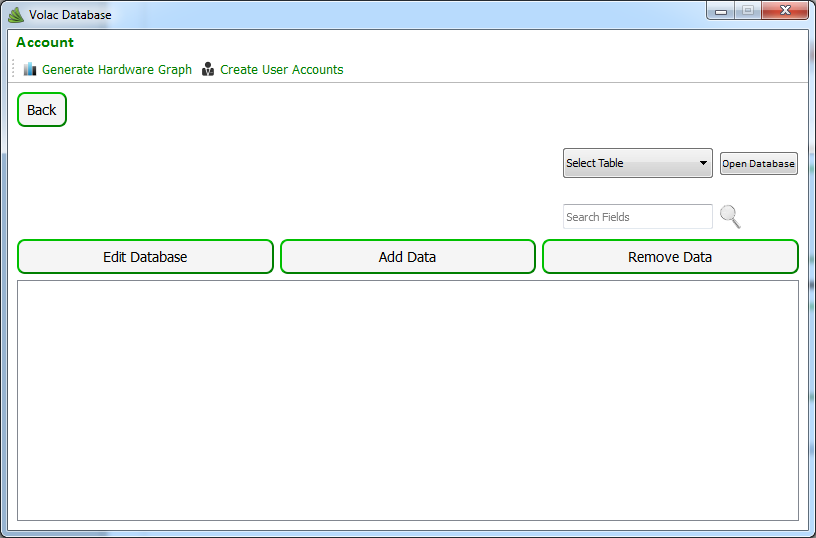 Volac Database
Account
Generate Hardware Graph Create User Accounts
Back
Select Table Open Database
Search Fields
Edit Database Add Data Remove Data